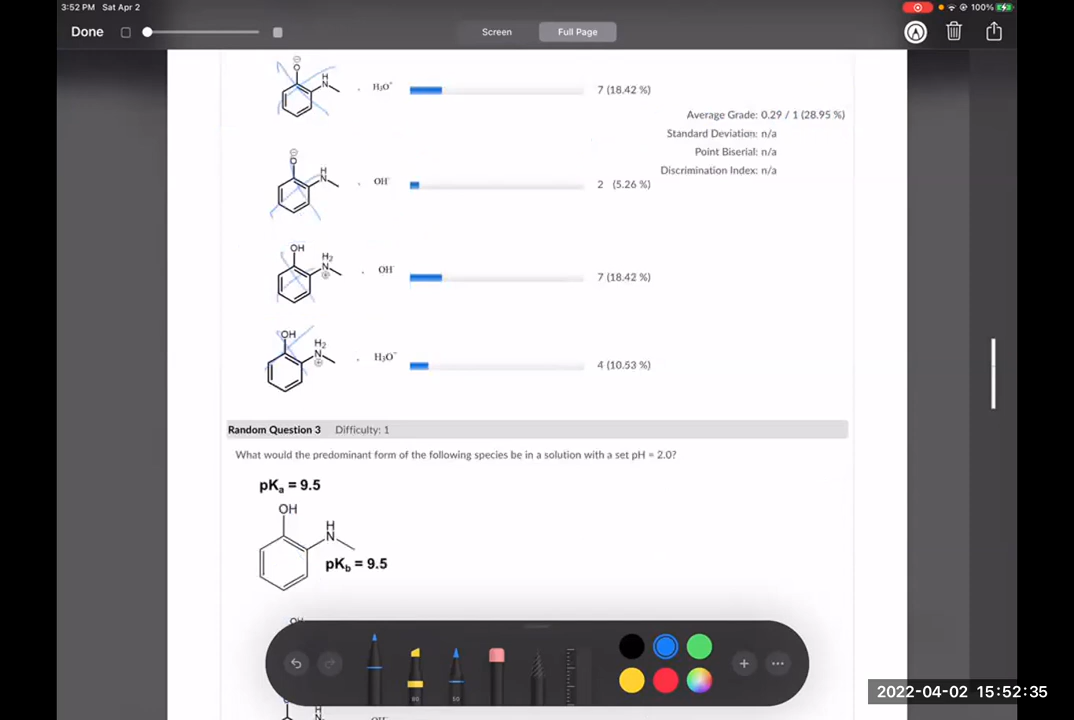 3:52 PM Sat Apr 2
100%
Done
Screen
Full Page
O
H
N
H₃O⁺
7 (18.42 %)
Average Grade: 0.29 / 1 (28.95 %)
Standard Deviation: n/a
Point Biserial: n/a
Discrimination Index: n/a
O
H
N
OH⁻
2 (5.26 %)
OH
H₂
N
OH⁻
7 (18.42 %)
OH
H₂
N
H₃O⁻
4 (10.53 %)
Random Question 3 Difficulty: 1
What would the predominant form of the following species be in a solution with a set pH = 2.0?
pKₐ = 9.5
OH
H
N
pK_b = 9.5
2022-04-02 15:52:35